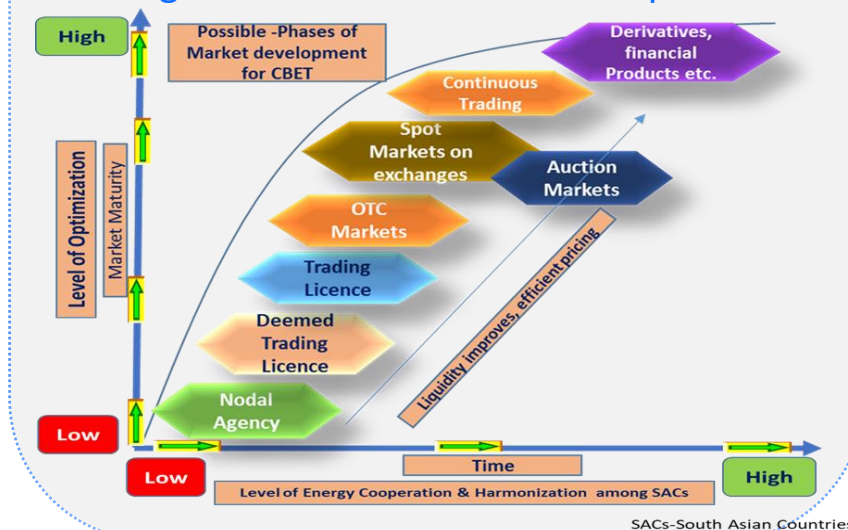 High
Possible -Phases of
Market development
for CBET
Derivatives,
financial
Products etc.
Continuous
Trading
Spot
Markets on
exchanges
Auction
Markets
OTC
Markets
Trading
Licence
Deemed
Trading
Licence
Nodal
Agency
Level of Optimization
Market Maturity
Liquidity improves, efficient pricing
Low
Low
Time
High
Level of Energy Cooperation & Harmonization among SACs
SACs-South Asian Countries